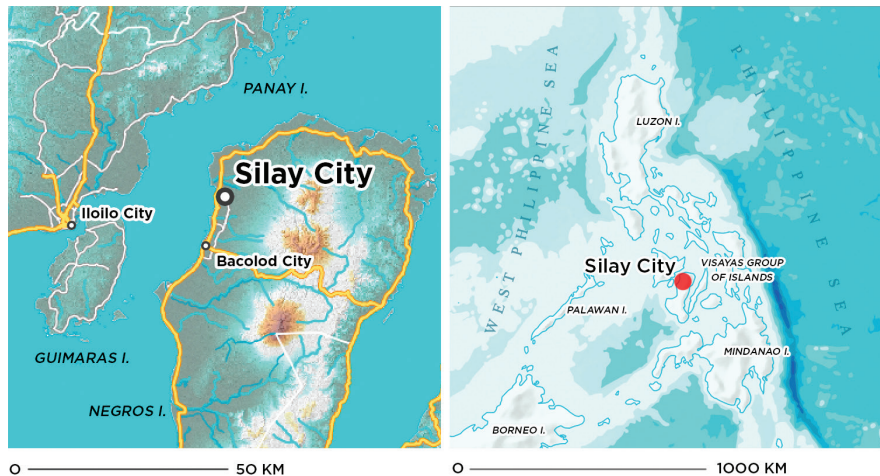 PANAY I.
Silay City
Iloilo City
Bacolod City
GUIMARAS I.
NEGROS I.
0
50 KM
PHILIPPINE SEA
LUZON I.
WEST PHILIPPINE SEA
Silay City
VISAYAS GROUP
OF ISLANDS
PALAWAN I.
MINDANAO I.
BORNEO I.
0
1000 KM